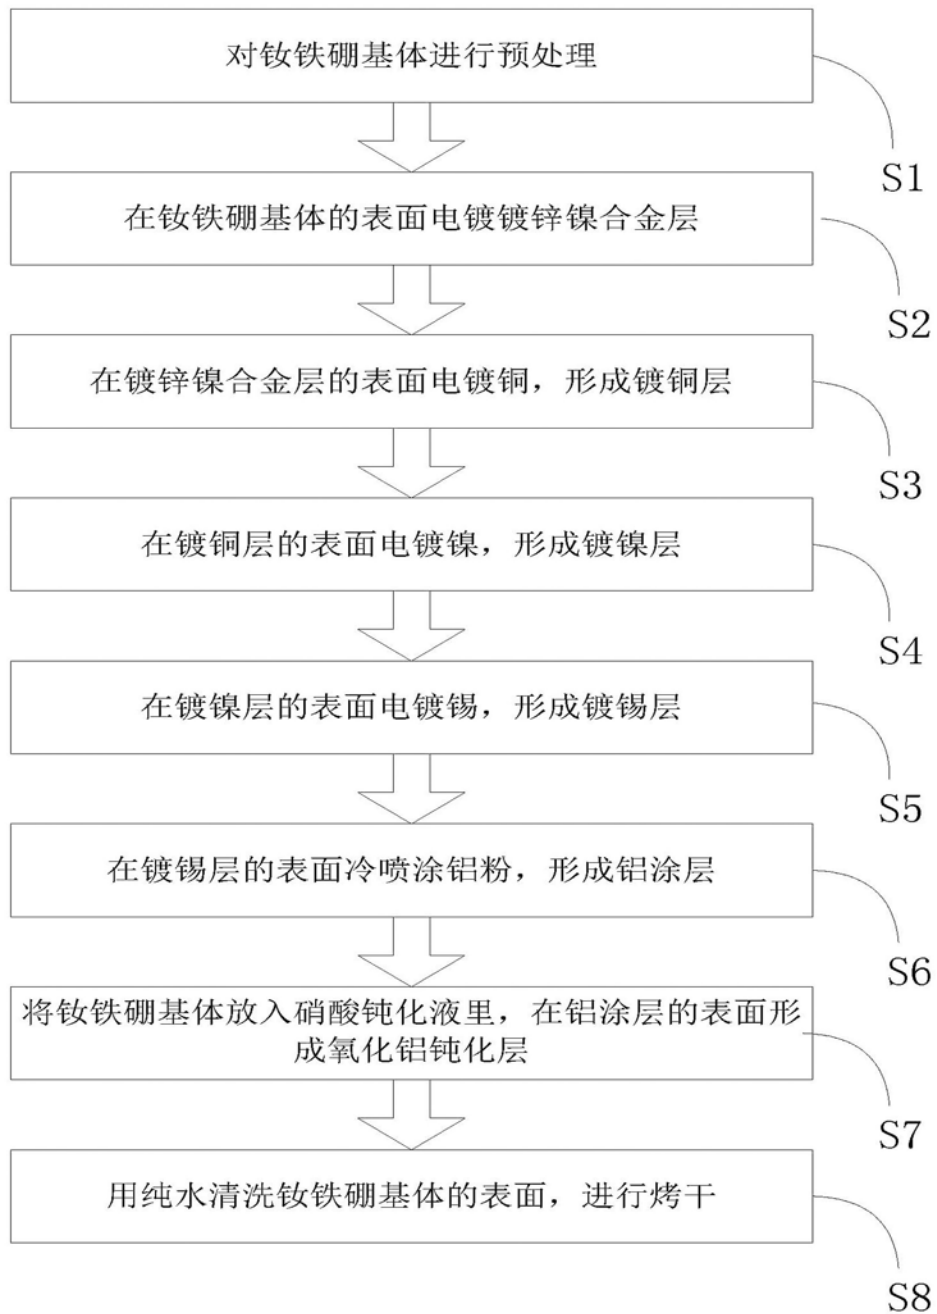 对钕铁硼基体进行预处理
S1
在钕铁硼基体的表面电镀镀锌镍合金层
S2
在镀锌镍合金层的表面电镀铜，形成镀铜层
S3
在镀铜层的表面电镀镍，形成镀镍层
S4
在镀镍层的表面电镀锡，形成镀锡层
S5
在镀锡层的表面冷喷涂铝粉，形成铝涂层
S6
将钕铁硼基体放入硝酸钝化液里，在铝涂层的表面形
成氧化铝钝化层
S7
用纯水清洗钕铁硼基体的表面，进行烤干
S8